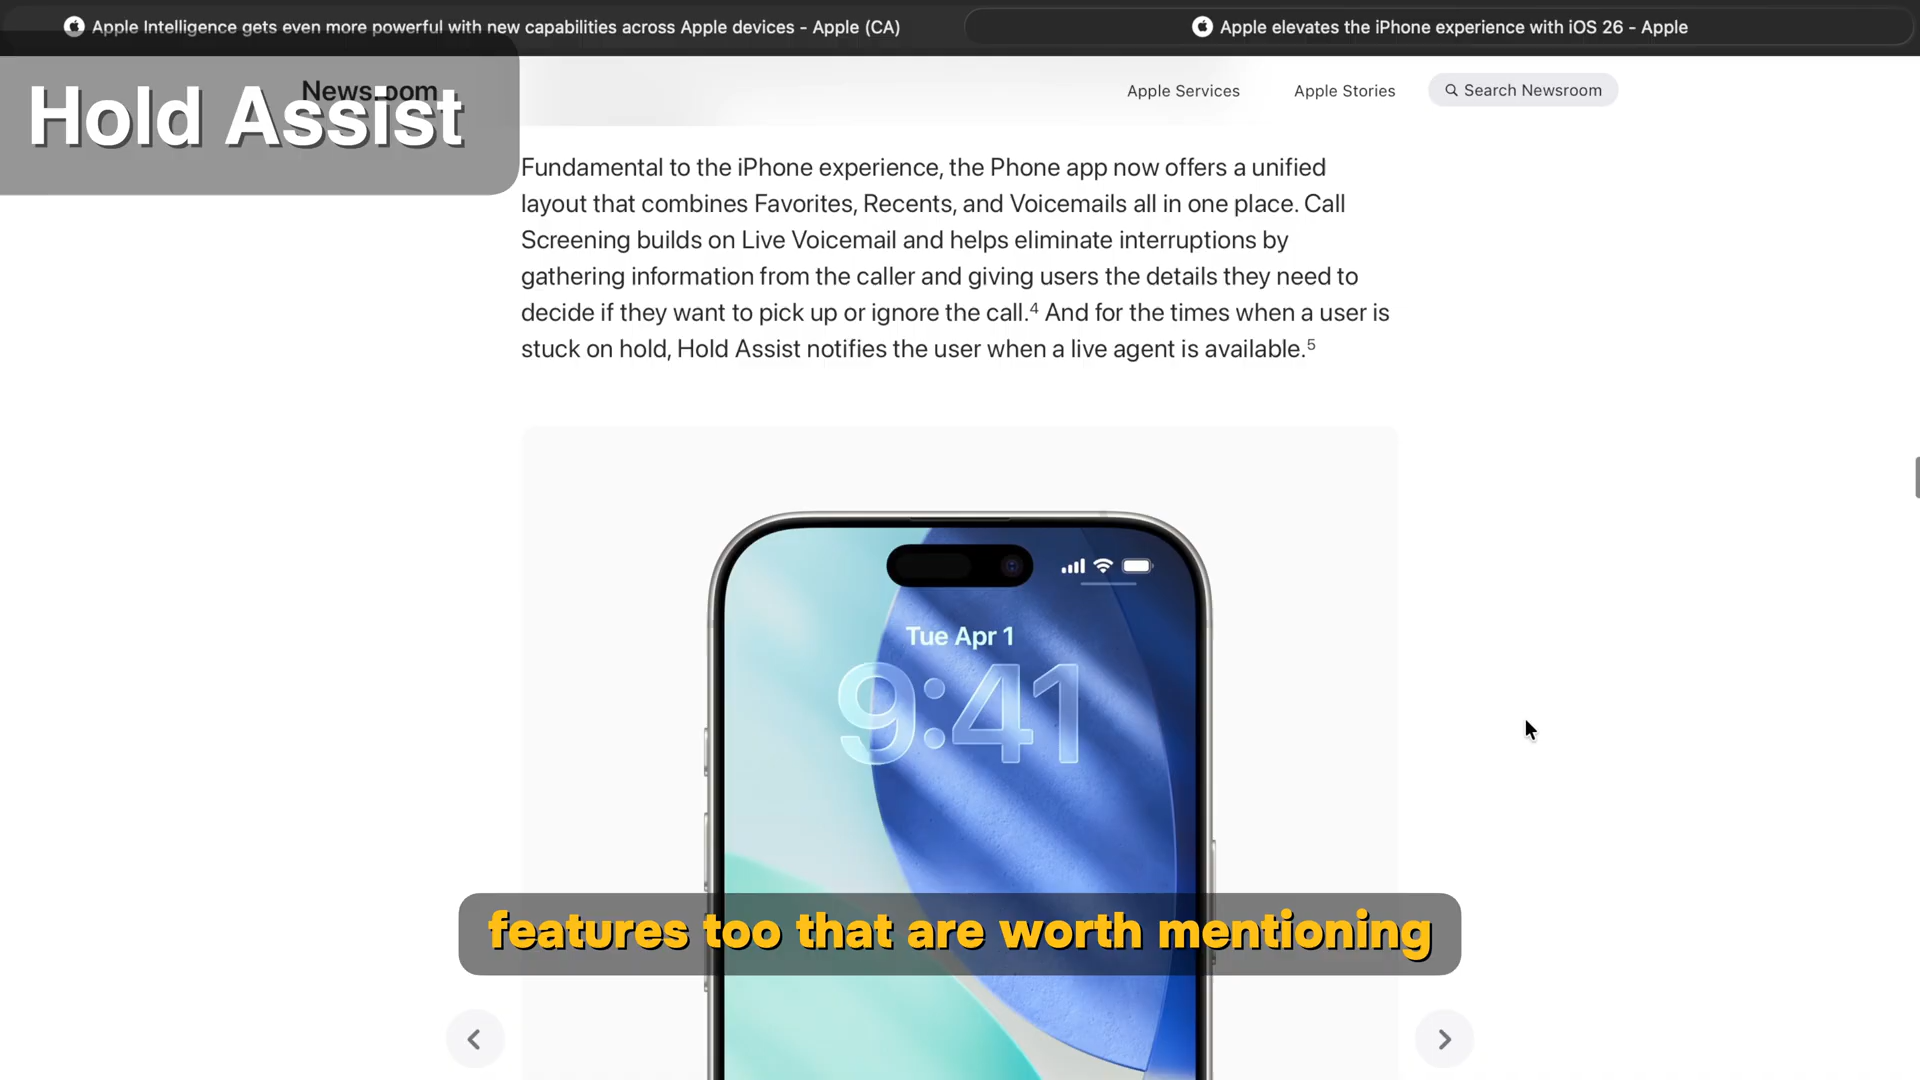 Apple Intelligence gets even more powerful with new capabilities across Apple devices - Apple (CA)
Apple elevates the iPhone experience with iOS 26 - Apple
Hold Assist
Newsroom
Apple Services
Apple Stories
Search Newsroom
Fundamental to the iPhone experience, the Phone app now offers a unified
layout that combines Favorites, Recents, and Voicemails all in one place. Call
Screening builds on Live Voicemail and helps eliminate interruptions by
gathering information from the caller and giving users the details they need to
decide if they want to pick up or ignore the call.⁴ And for the times when a user is
stuck on hold, Hold Assist notifies the user when a live agent is available.⁵
Tue Apr 1
9:41
features too that are worth mentioning